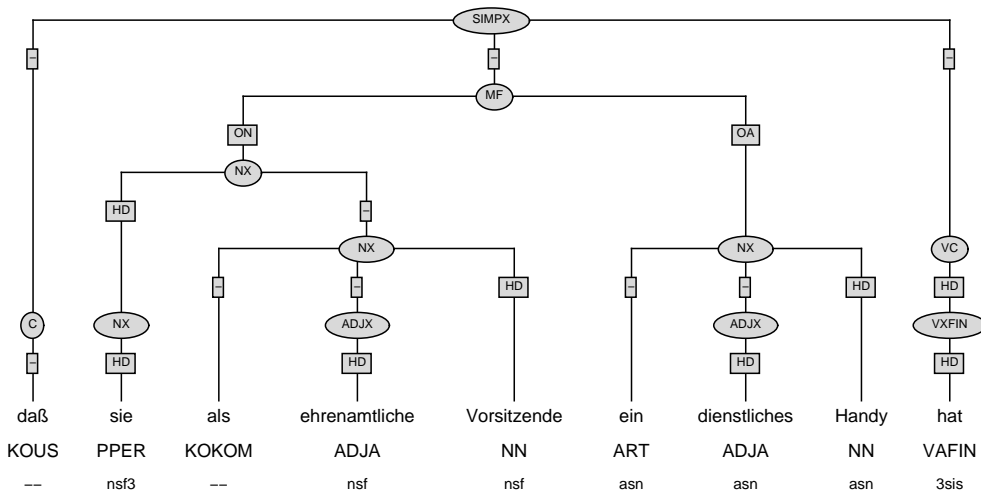 SIMPX
– – –
MF
ON OA
NX
HD –
NX NX VC
– – HD – – HD HD
C NX ADJX ADJX VXFIN
– HD HD HD HD
daß sie als ehrenamtliche Vorsitzende ein dienstliches Handy hat
KOUS PPER KOKOM ADJA NN ART ADJA NN VAFIN
–– nsf3 –– nsf nsf asn asn asn 3sis